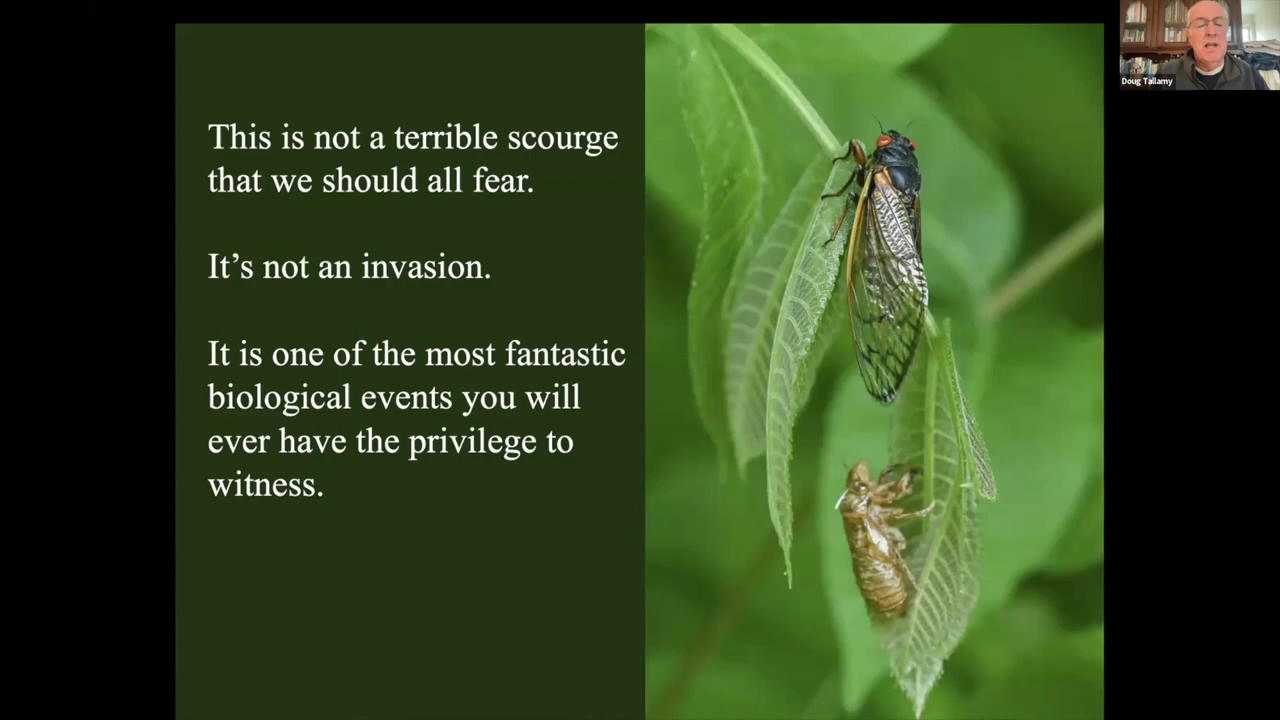 This is not a terrible scourge
that we should all fear.
It’s not an invasion.
It is one of the most fantastic
biological events you will
ever have the privilege to
witness.
Doug Tallamy